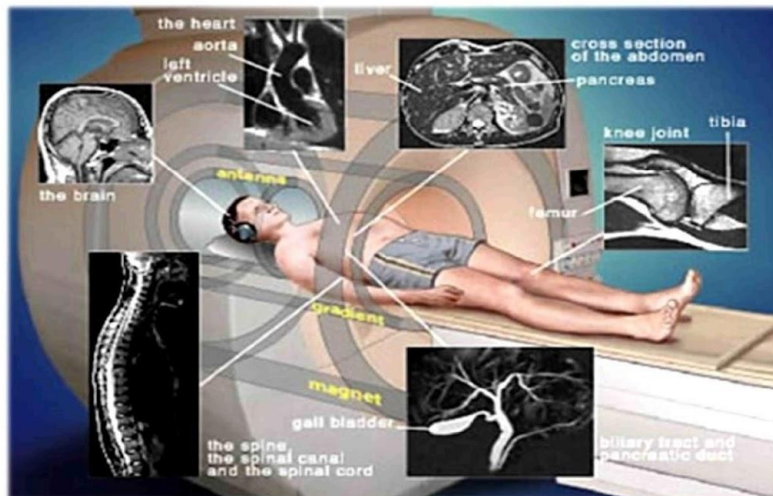 the heart
aorta
left
ventricle
liver
cross section
of the abdomen
pancreas
knee joint
tibia
the brain
antenna
femur
gradient
magnet
gall bladder
the spine,
the spinal canal
and the spinal cord
biliary tract and
pancreatic duct